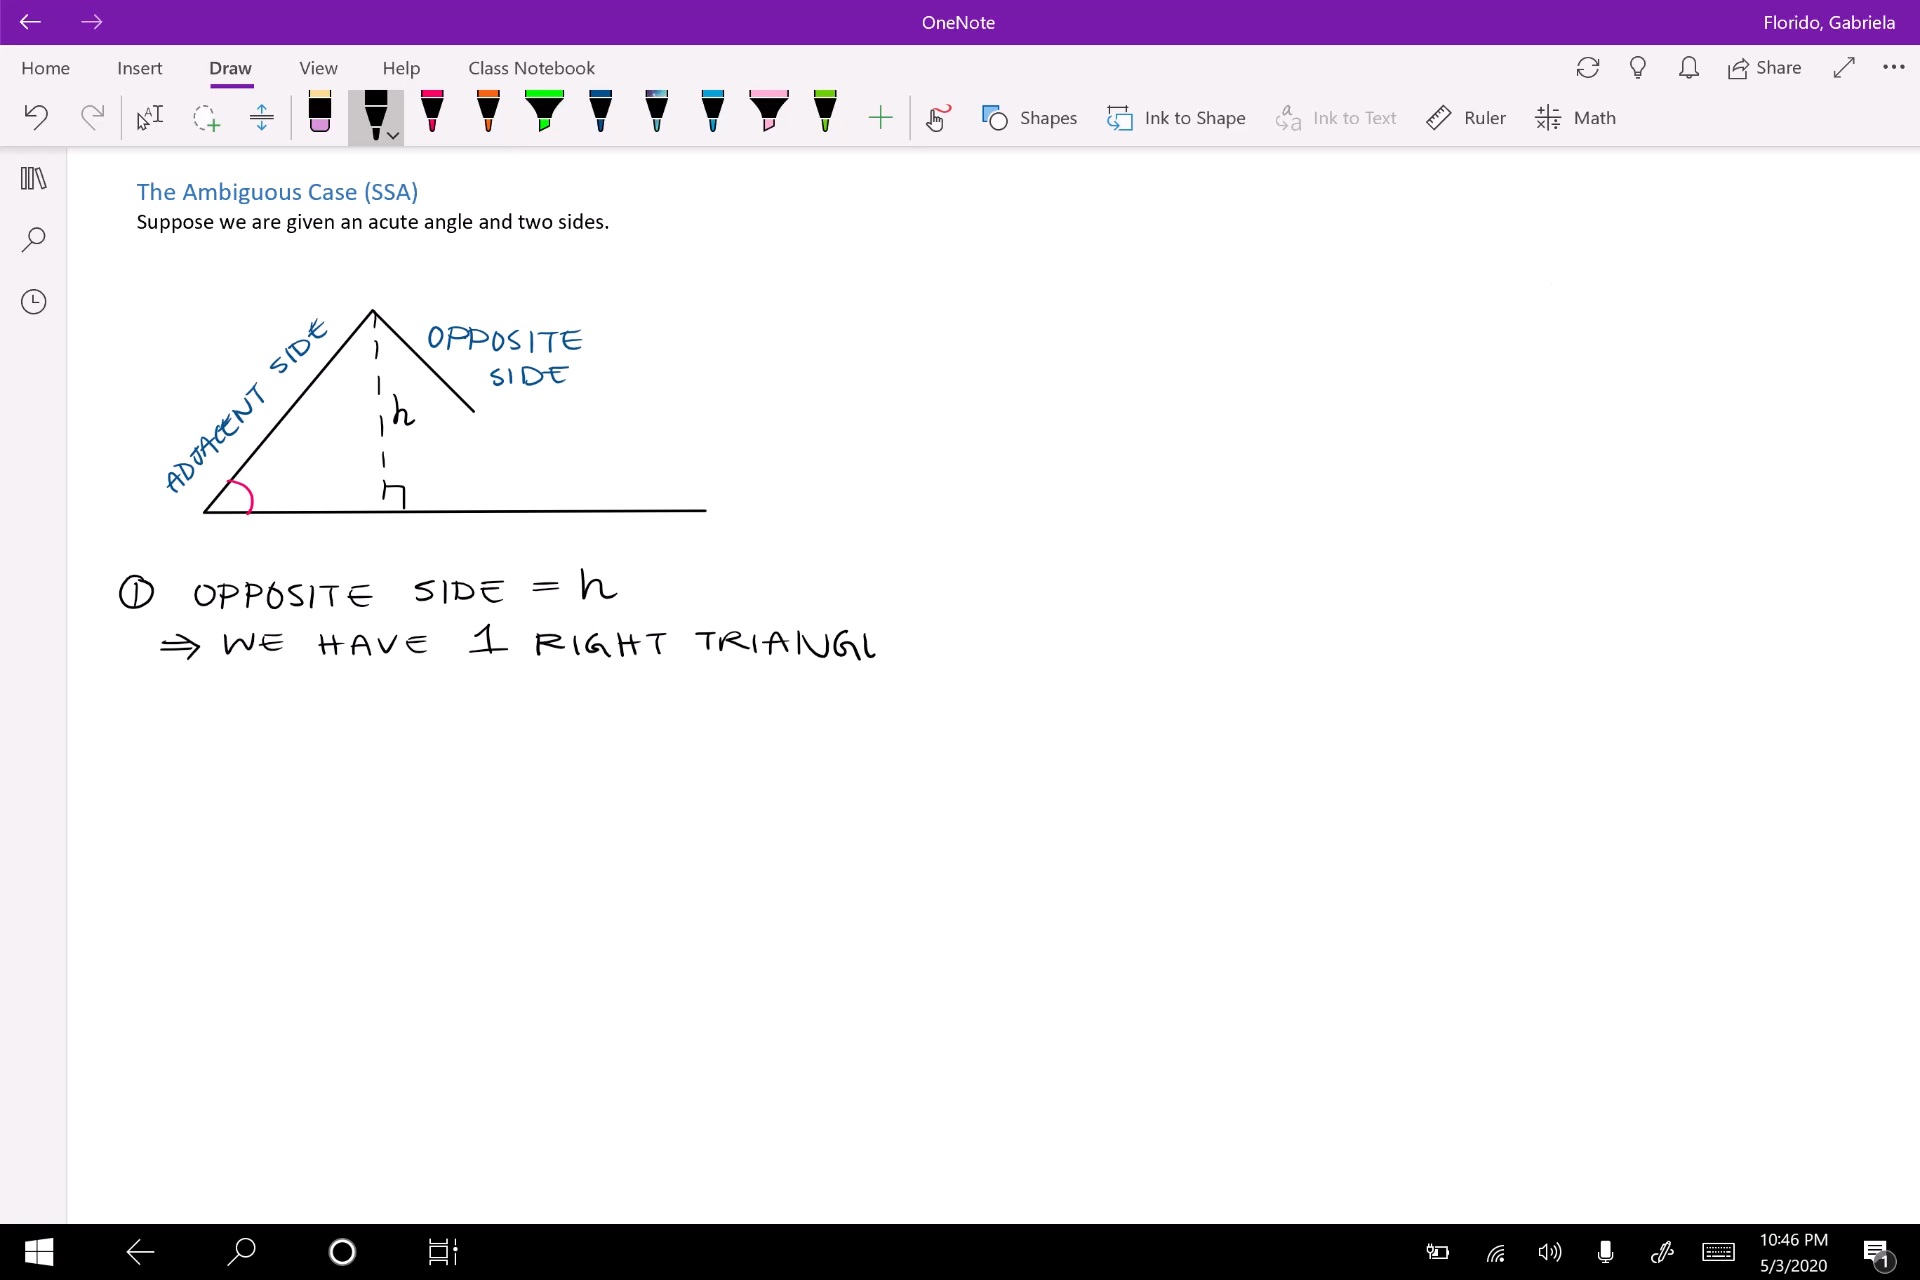 OneNote
Florido, Gabriela
Home Insert Draw View Help Class Notebook Share
Shapes Ink to Shape Ink to Text Ruler Math
The Ambiguous Case (SSA)
Suppose we are given an acute angle and two sides.
ADJACENT SIDE
OPPOSITE
SIDE
h
① OPPOSITE SIDE = h
⇒ WE HAVE 1 RIGHT TRIANGL
10:46 PM
5/3/2020
1